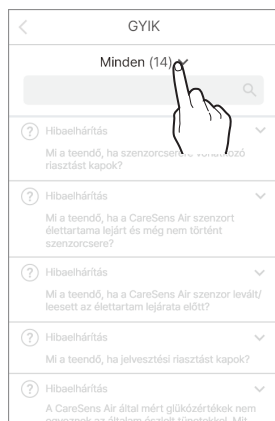 GYIK
Minden (14)
Hibaelhárítás
Mi a teendő, ha szenzorcserére
riasztást kapok?
Hibaelhárítás
Mi a teendő, ha a CareSens Air szenzort
élettartama lejárt és még nem történt
szenzorcsere?
Hibaelhárítás
Mi a teendő, ha a CareSens Air szenzor levált/
leesett az élettartam lejárata előtt?
Hibaelhárítás
Mi a teendő, ha jelvesztési riasztást kapok?
Hibaelhárítás
A CareSens Air által mért glükózértékek nem
egyeznek az általam észlelt tünetekkel. Mit